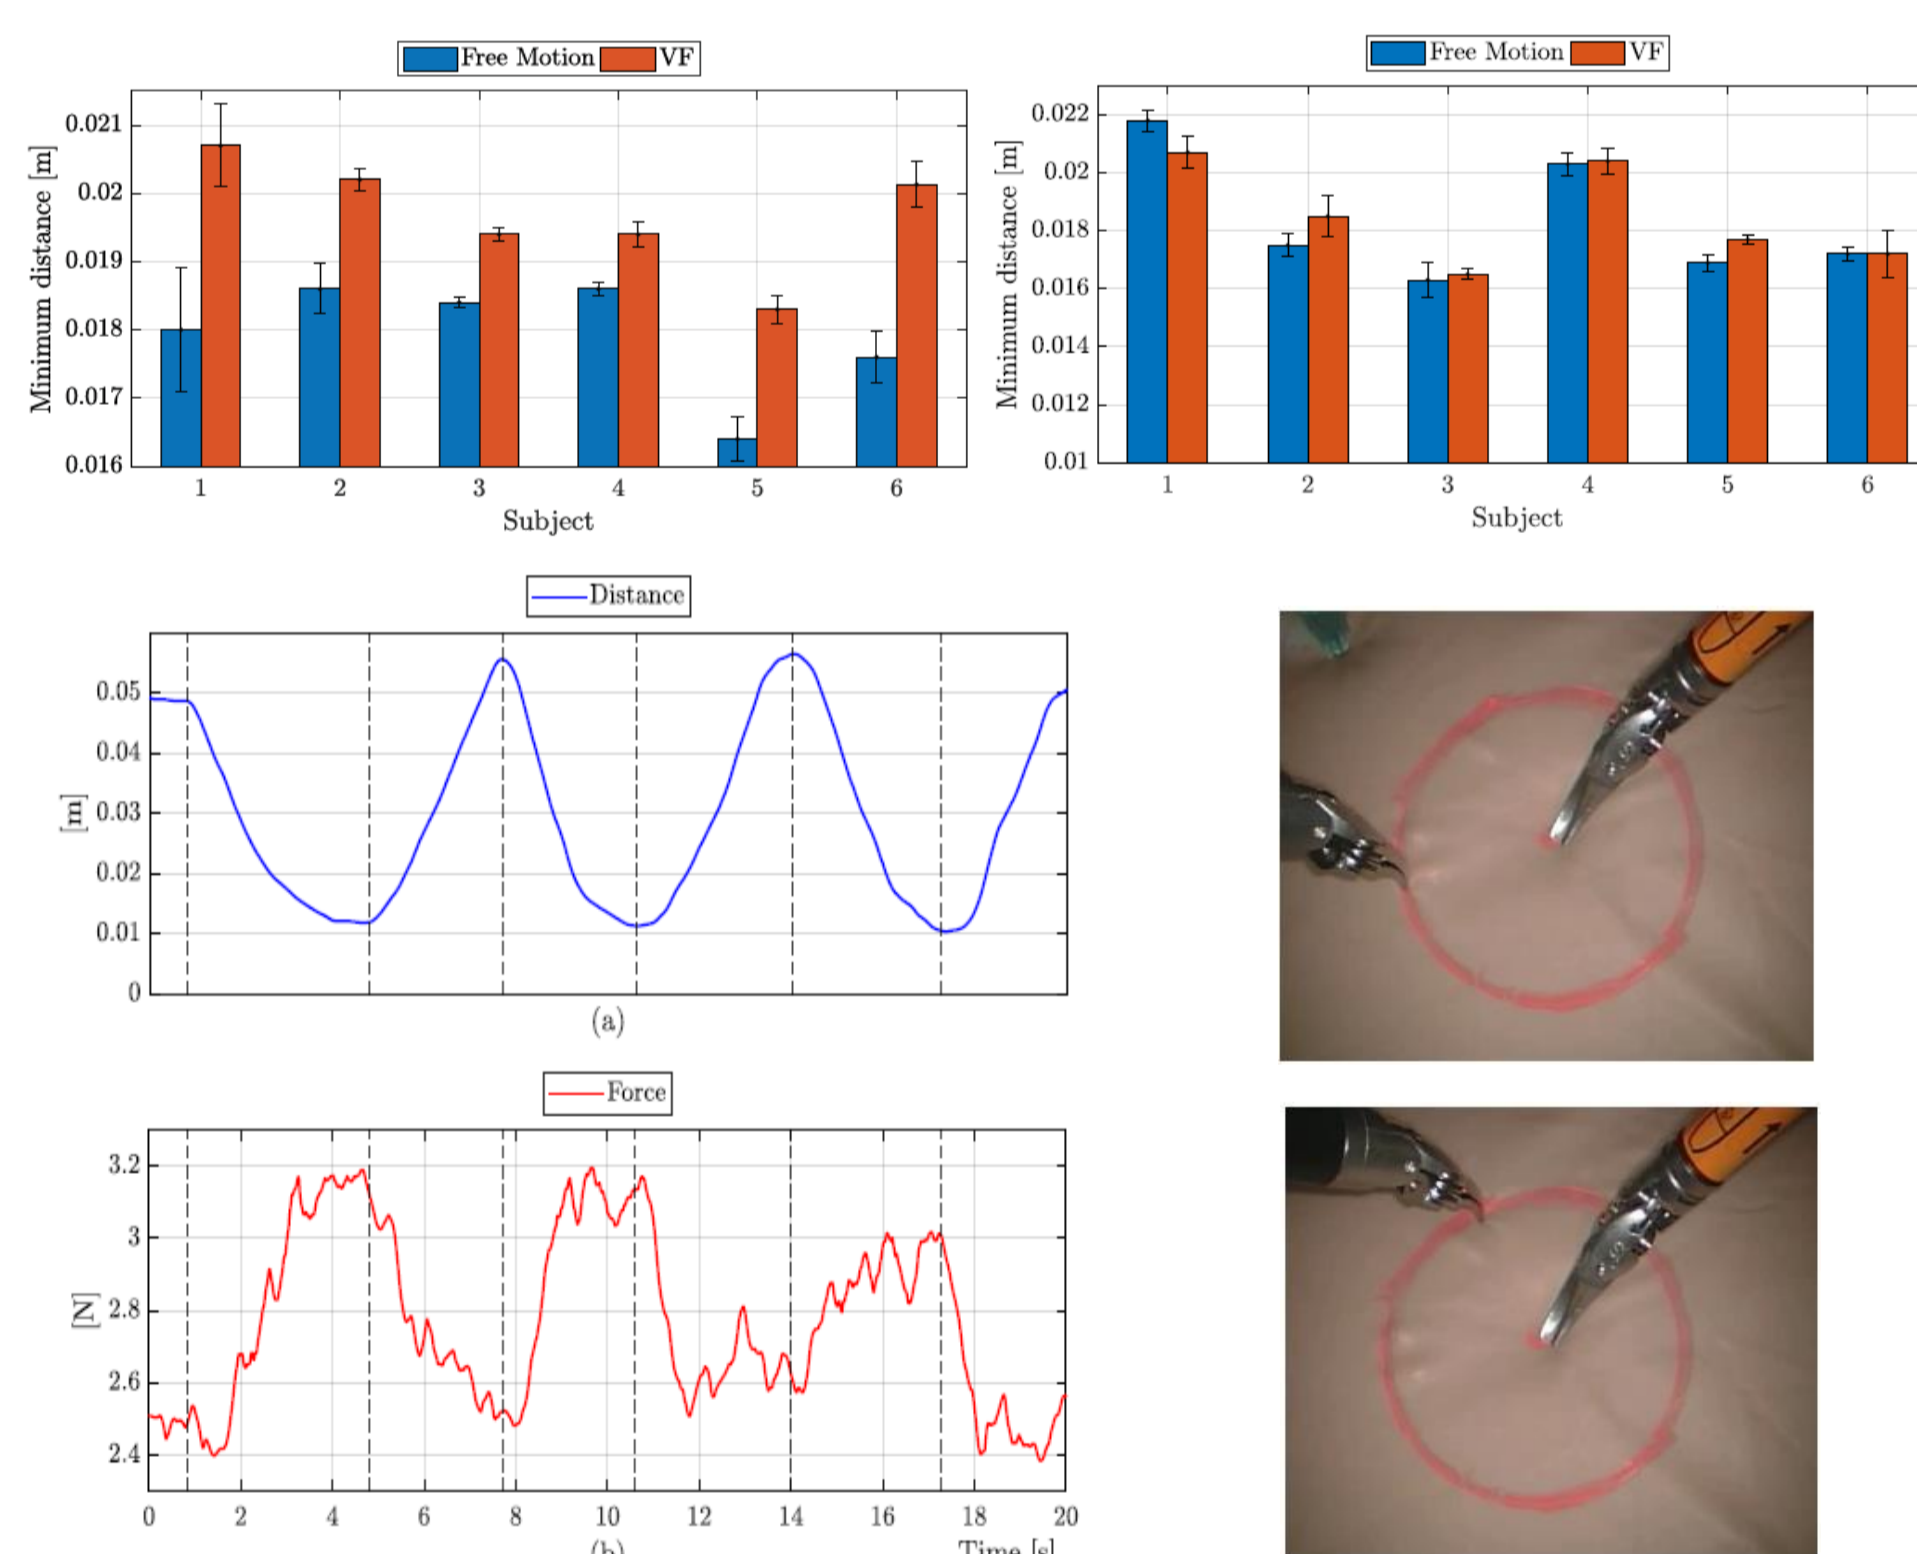 Free Motion VF
0.021
0.02
0.019
0.018
0.017
0.016
Minimum distance [m]
1 2 3 4 5 6
Subject
Free Motion VF
0.022
0.02
0.018
0.016
0.014
0.012
0.01
Minimum distance [m]
1 2 3 4 5 6
Subject
Distance
0.05
0.04
0.03
0.02
0.01
0
[m]
(a)
Force
3.2
3
2.8
2.6
2.4
[N]
0 2 4 6 8 10 12 14 16 18 20
(b) Time [s]